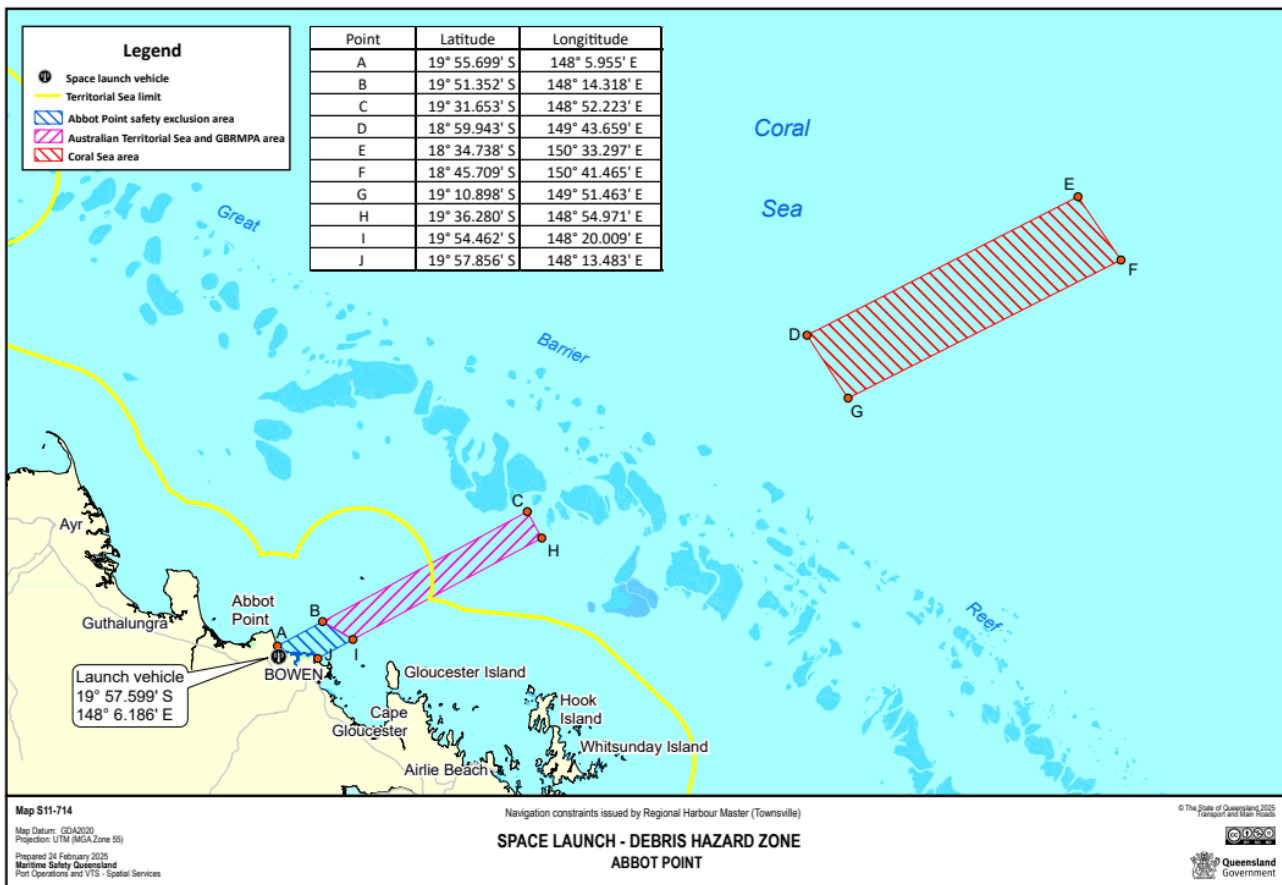 Legend
Space launch vehicle
Territorial Sea limit
Abbot Point safety exclusion area
Australian Territorial Sea and GBRMPA area
Coral Sea area
Point Latitude Longitiitude
A 19° 55.699' S 148° 5.955' E
B 19° 51.352' S 148° 14.318' E
C 19° 31.653' S 148° 52.223' E
D 18° 59.943' S 149° 43.659' E
E 18° 34.738' S 150° 33.297' E
F 18° 45.709' S 150° 41.465' E
G 19° 10.898' S 149° 51.463' E
H 19° 36.280' S 148° 54.971' E
I 19° 54.462' S 148° 20.009' E
J 19° 57.856' S 148° 13.483' E
Coral
Sea
Great
Barrier
Reef
E
F
D
G
C
H
B
I
A
J
Ayr
Guthalungra
Abbot
Point
BOWEN
Launch vehicle
19° 57.599' S
148° 6.186' E
Gloucester Island
Cape
Gloucester
Hook
Island
Whitsunday Island
Airlie Beach
Map S11-714
Map Datum: GDA2020
Projection: UTM (MGA Zone 55)
Prepared 24 February 2025
Maritime Safety Queensland
Port Operations and VTS - Spatial Services
Navigation constraints issued by Regional Harbour Master (Townsville)
SPACE LAUNCH - DEBRIS HAZARD ZONE
ABBOT POINT
© The State of Queensland 2025
Transport and Main Roads
CC
BY NC ND
Queensland
Government